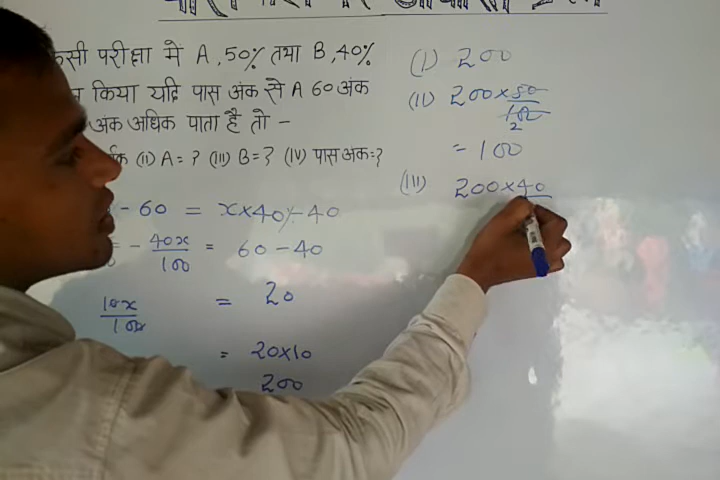 परीक्षा मे A, 50% तथा B, 40%
किया यदि पास अंक से A 60 अंक
अंक अधिक पाता है तो -
(II) A = ? (III) B = ? (IV) पास अंक = ?
- 60 = x×40% - 40
- 40x/100 = 60 - 40
10x/100 = 20
= 20×10
200
(I) 200
(II) 200×50/100 2
= 100
(III) 200×40